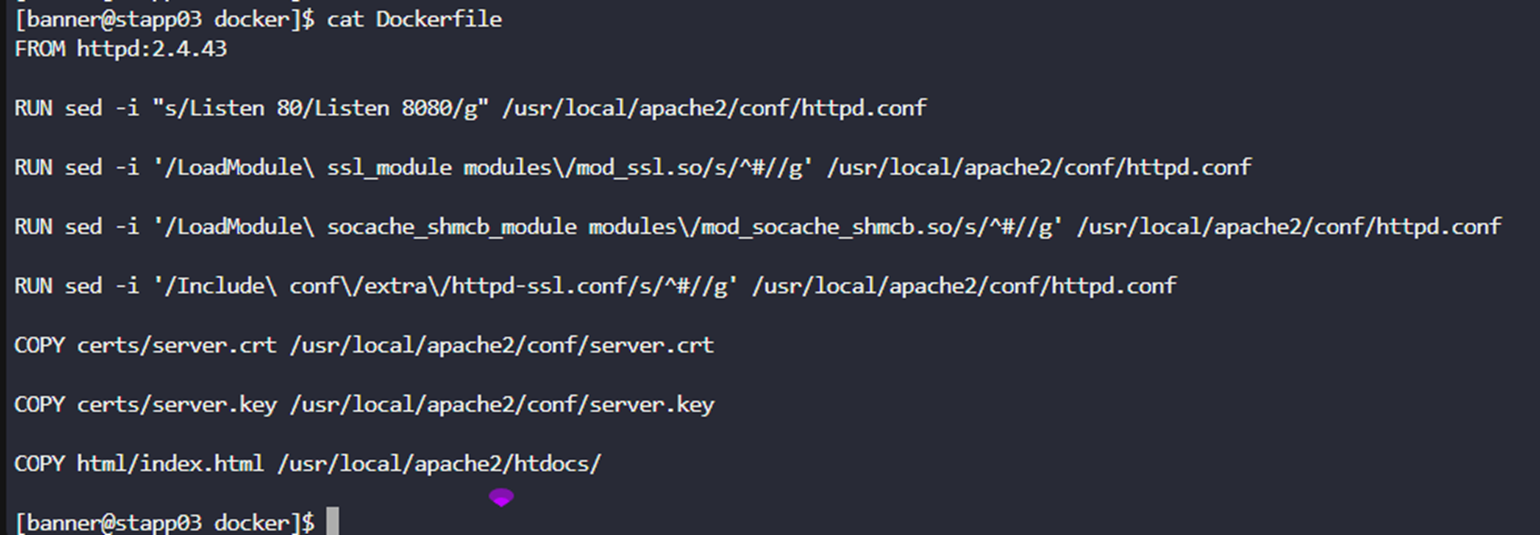 [banner@stapp03 docker]$ cat Dockerfile
FROM httpd:2.4.43
RUN sed -i "s/Listen 80/Listen 8080/g" /usr/local/apache2/conf/httpd.conf
RUN sed -i '/LoadModule\ ssl_module modules\/mod_ssl.so/s/^#//g' /usr/local/apache2/conf/httpd.conf
RUN sed -i '/LoadModule\ socache_shmcb_module modules\/mod_socache_shmcb.so/s/^#//g' /usr/local/apache2/conf/httpd.conf
RUN sed -i '/Include\ conf\/extra\/httpd-ssl.conf/s/^#//g' /usr/local/apache2/conf/httpd.conf
COPY certs/server.crt /usr/local/apache2/conf/server.crt
COPY certs/server.key /usr/local/apache2/conf/server.key
COPY html/index.html /usr/local/apache2/htdocs/
[banner@stapp03 docker]$